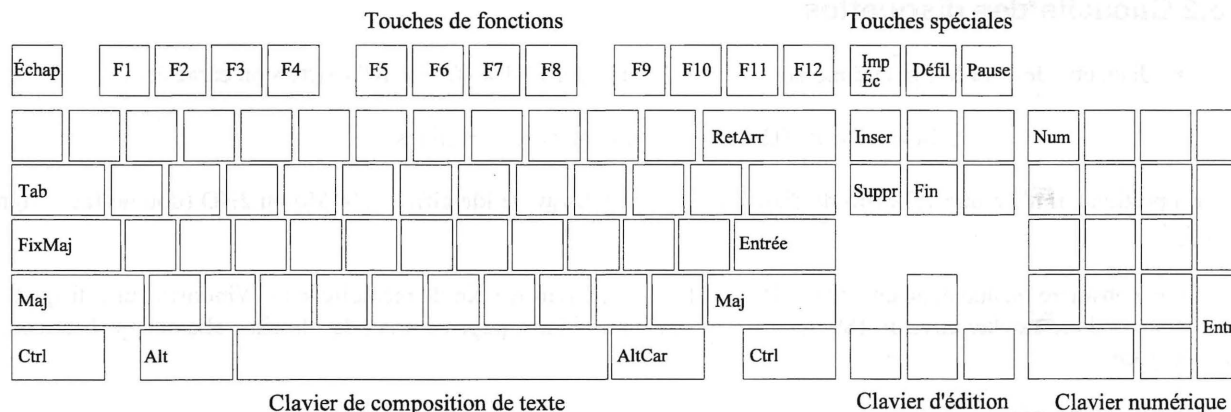 Touches de fonctions Touches spéciales
Échap F1 F2 F3 F4 F5 F6 F7 F8 F9 F10 F11 F12 Imp Éc Défil Pause
RetArr Inser Num
Tab Suppr Fin
FixMaj Entrée
Maj Maj
Entr
Ctrl Alt AltCar Ctrl
Clavier de composition de texte Clavier d'édition Clavier numérique